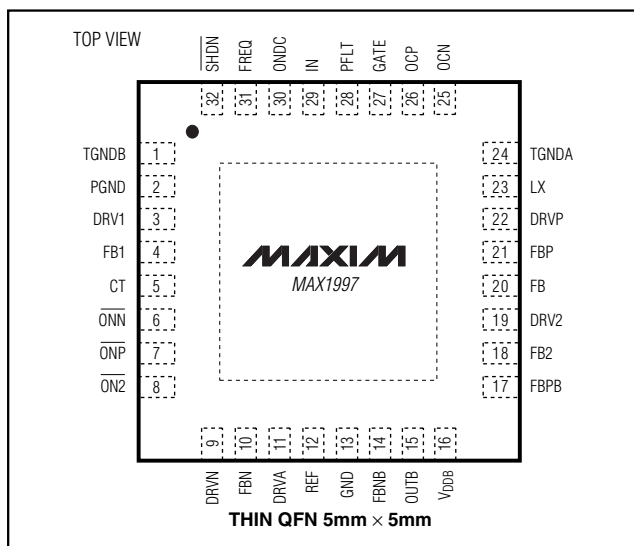 TOP VIEW
SHDN
FREQ
ONDC
IN
PFLT
GATE
OCP
OCN
32
31
30
29
28
27
26
25
TGNDB 1
PGND 2
DRV1 3
FB1 4
CT 5
ONN 6
ONP 7
ON2 8
24 TGNDA
23 LX
22 DRVP
21 FBP
20 FB
19 DRV2
18 FB2
17 FBPB
MAXIM
MAX1997
9
10
11
12
13
14
15
16
DRVN
FBN
DRVA
REF
GND
FBNB
OUTB
VDDB
THIN QFN 5mm × 5mm